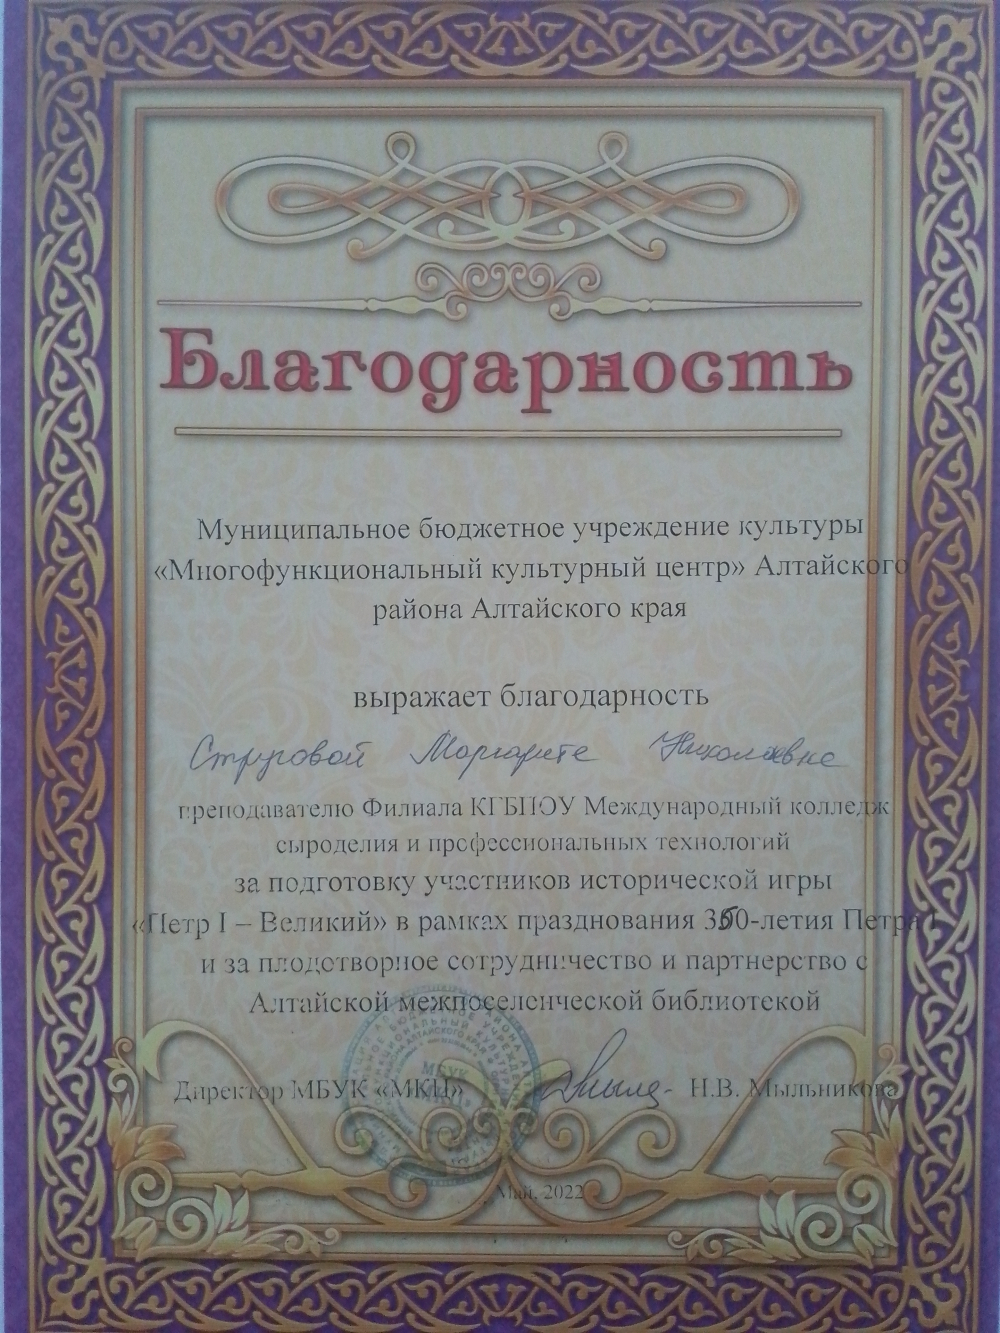 Благодарность
Муниципальное бюджетное учреждение культуры
«Многофункциональный культурный центр» Алтайского
района Алтайского края
выражает благодарность
Струговой Маргарите Николаевне
преподавателю Филиала КГБПОУ Международный колледж
сыроделия и профессиональных технологий
за подготовку участников исторической игры
«Петр I – Великий» в рамках празднования 350-летия Петра I
и за плодотворное сотрудничество и партнерство с
Алтайской межпоселенческой библиотекой
Директор МБУК «МКЦ» Н.В. Мыльникова
Май, 2022